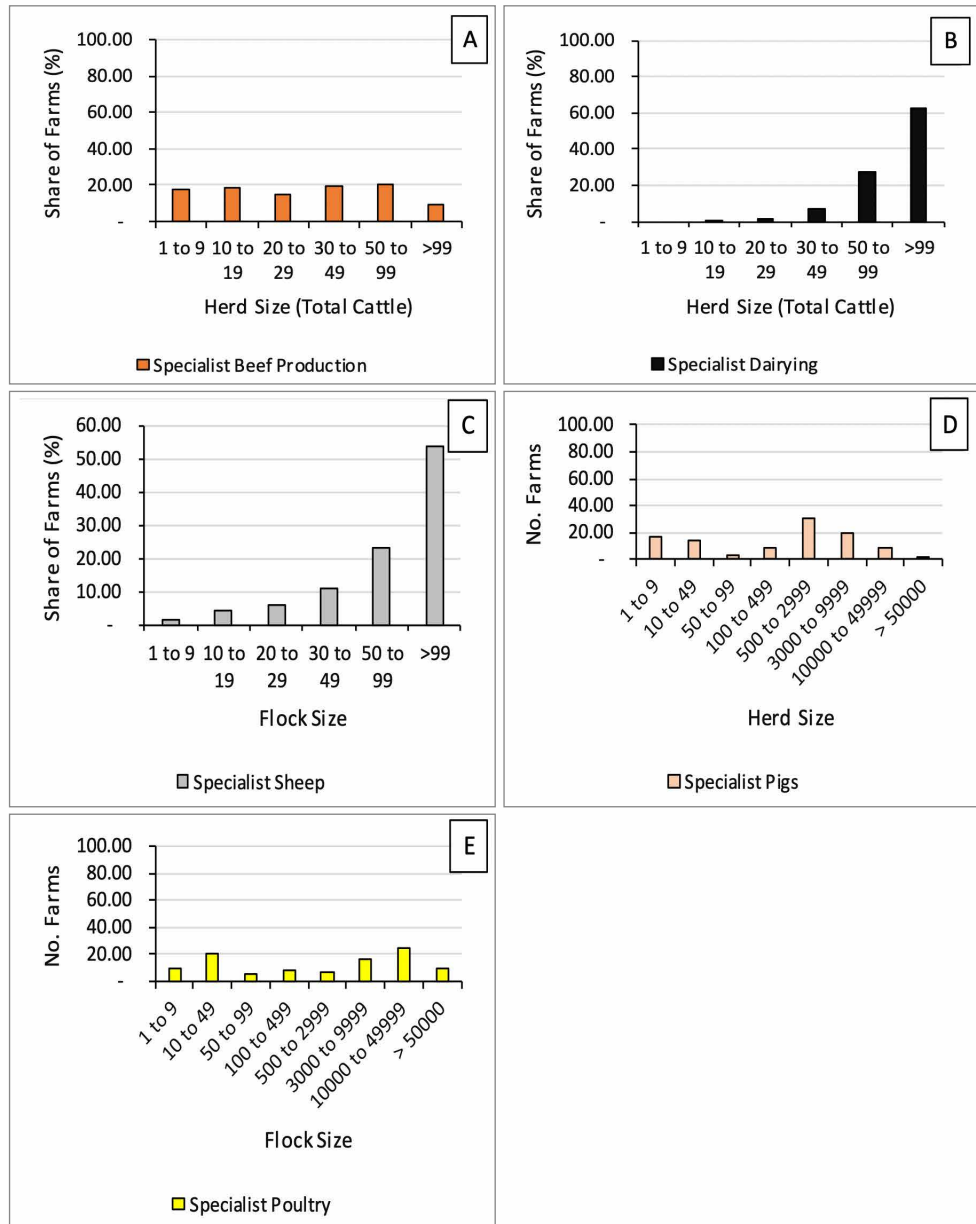 A
Share of Farms (%)
100.00
80.00
60.00
40.00
20.00
-
1 to 9 10 to 20 to 30 to 50 to >99
19 29 49 99
Herd Size (Total Cattle)
Specialist Beef Production
B
Share of Farms (%)
100.00
80.00
60.00
40.00
20.00
-
1 to 9 10 to 20 to 30 to 50 to >99
19 29 49 99
Herd Size (Total Cattle)
Specialist Dairying
C
Share of Farms (%)
60.00
50.00
40.00
30.00
20.00
10.00
-
1 to 9 10 to 20 to 30 to 50 to >99
19 29 49 99
Flock Size
Specialist Sheep
D
No. Farms
100.00
80.00
60.00
40.00
20.00
-
1 to 9
10 to 49
50 to 99
100 to 499
500 to 2999
3000 to 9999
10000 to 49999
> 50000
Herd Size
Specialist Pigs
E
No. Farms
100.00
80.00
60.00
40.00
20.00
-
1 to 9
10 to 49
50 to 99
100 to 499
500 to 2999
3000 to 9999
10000 to 49999
> 50000
Flock Size
Specialist Poultry